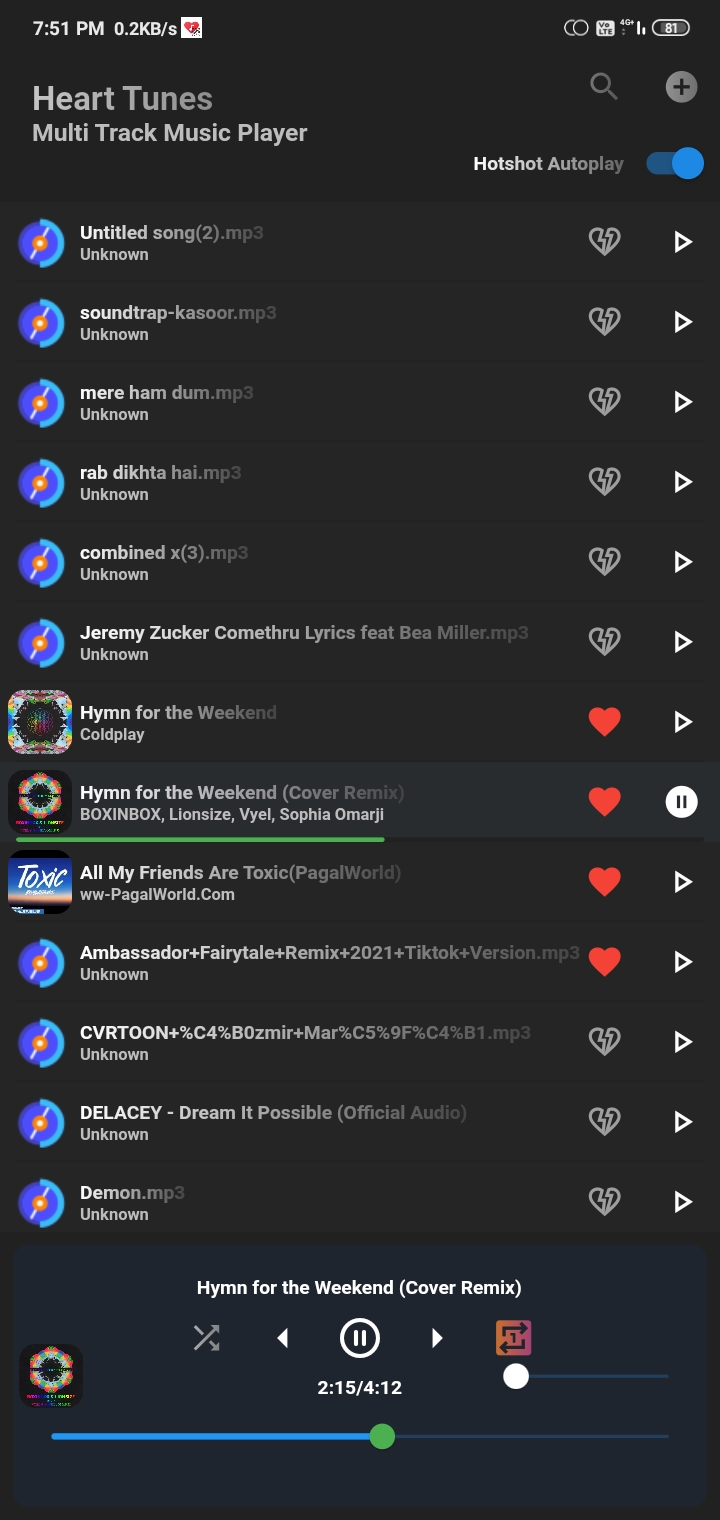 7:51 PM 0.2KB/s
Vo LTE 4G+ 81
Heart Tunes
Multi Track Music Player
Hotshot Autoplay
Untitled song(2).mp3
Unknown
soundtrap-kasoor.mp3
Unknown
mere ham dum.mp3
Unknown
rab dikhta hai.mp3
Unknown
combined x(3).mp3
Unknown
Jeremy Zucker Comethru Lyrics feat Bea Miller.mp3
Unknown
Hymn for the Weekend
Coldplay
Hymn for the Weekend (Cover Remix)
BOXINBOX, Lionsize, Vyel, Sophia Omarji
TOXIC
All My Friends Are Toxic(PagalWorld)
ww-PagalWorld.Com
Ambassador+Fairytale+Remix+2021+Tiktok+Version.mp3
Unknown
CVRTOON+%C4%B0zmir+Mar%C5%9F%C4%B1.mp3
Unknown
DELACEY - Dream It Possible (Official Audio)
Unknown
Demon.mp3
Unknown
Hymn for the Weekend (Cover Remix)
1
2:15/4:12